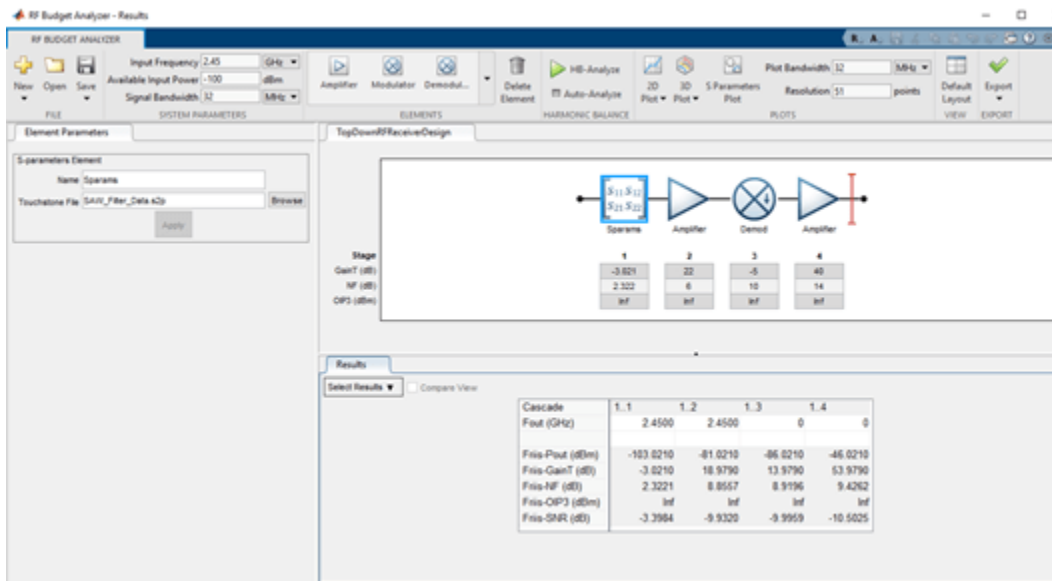 RF Budget Analyzer - Results
RF BUDGET ANALYZER
New
Open
Save
FILE
Input Frequency 2.45 GHz
Available Input Power -100 dBm
Signal Bandwidth 32 MHz
SYSTEM PARAMETERS
Amplifier Modulator Demodul...
ELEMENTS
Delete
Element
HB-Analyze
Auto-Analyze
HARMONIC BALANCE
2D
Plot
3D
Plot
S Parameters
Plot
Plot Bandwidth 32 MHz
Resolution 51 points
PLOTS
Default
Layout
VIEW
Export
EXPORT
Element Parameters
S-parameters Element
Name Sparams
Touchstone File SAW_Filter_Data.s2p Browse
Apply
TopDownRFReceiverDesign
S11 S12
S21 S22
Sparams Amplifier Demod Amplifier
Stage 1 2 3 4
GainT (dB) -3.021 22 -5 40
NF (dB) 2.322 6 10 14
OIP3 (dBm) Inf Inf Inf Inf
Results
Select Results Compare View
Cascade 1..1 1..2 1..3 1..4
Fout (GHz) 2.4500 2.4500 0 0
Friis-Pout (dBm) -103.0210 -81.0210 -86.0210 -46.0210
Friis-GainT (dB) -3.0210 18.9790 13.9790 53.9790
Friis-NF (dB) 2.3221 8.8557 8.9196 9.4262
Friis-OIP3 (dBm) Inf Inf Inf Inf
Friis-SNR (dB) -3.3984 -9.9320 -9.9959 -10.5025